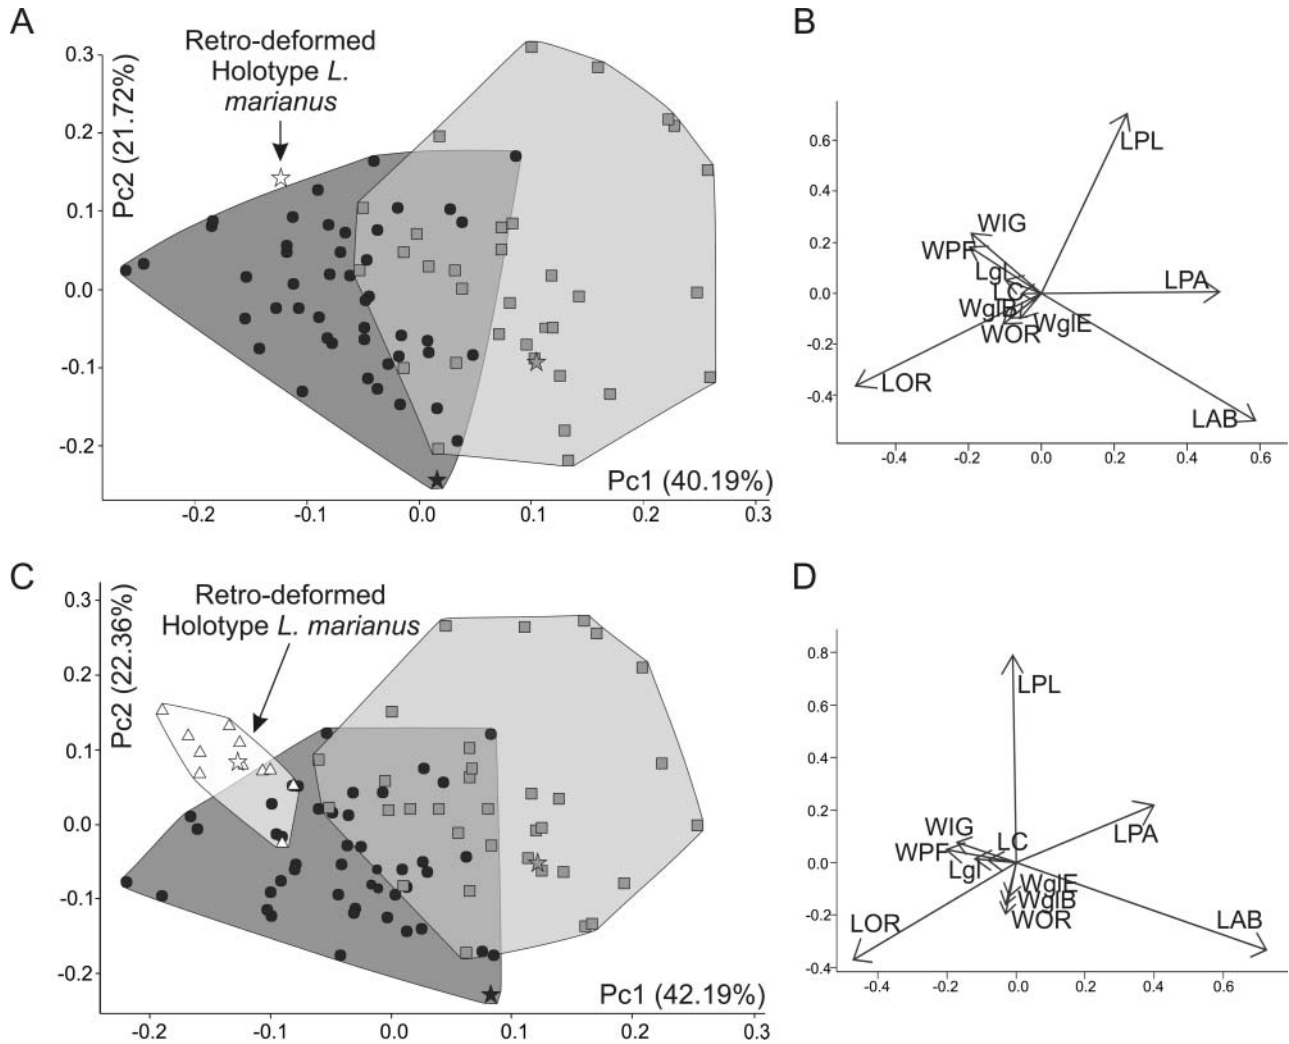 A
Retro-deformed
Holotype L.
marianus
Pc2 (21.72%)
0.3
0.2
0.1
0.0
-0.1
-0.2
Pc1 (40.19%)
-0.2
-0.1
0.0
0.1
0.2
0.3
B
0.6
0.4
0.2
0.0
-0.2
-0.4
LPL
WIG
WPF
Lgl
LC
LPA
WglB
WglE
WOR
LOR
LAB
-0.4
-0.2
0.0
0.2
0.4
0.6
C
Retro-deformed
Holotype L. marianus
Pc2 (22.36%)
0.3
0.2
0.1
0.0
-0.1
-0.2
Pc1 (42.19%)
-0.2
-0.1
0.0
0.1
0.2
0.3
D
0.8
0.6
0.4
0.2
0.0
-0.2
-0.4
LPL
WIG
LC
LPA
WPF
Lgl
WglE
WglB
WOR
LOR
LAB
-0.4
-0.2
0.0
0.2
0.4
0.6